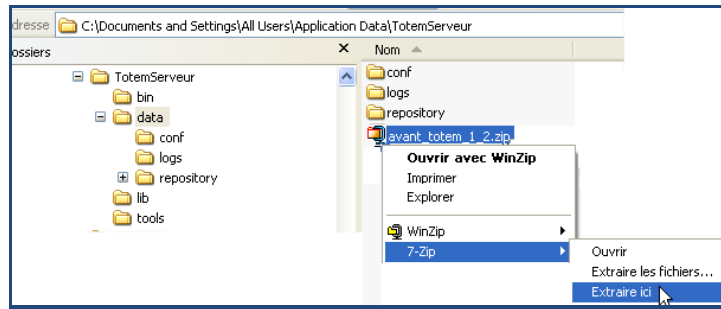 dresse C:\Documents and Settings\All Users\Application Data\TotemServeur
ossiers × Nom
TotemServeur
bin
data
conf
logs
repository
lib
tools
conf
logs
repository
avant_totem_1_2.zip
Ouvrir avec WinZip
Imprimer
Explorer
WinZip
7-Zip
Ouvrir
Extraire les fichiers...
Extraire ici